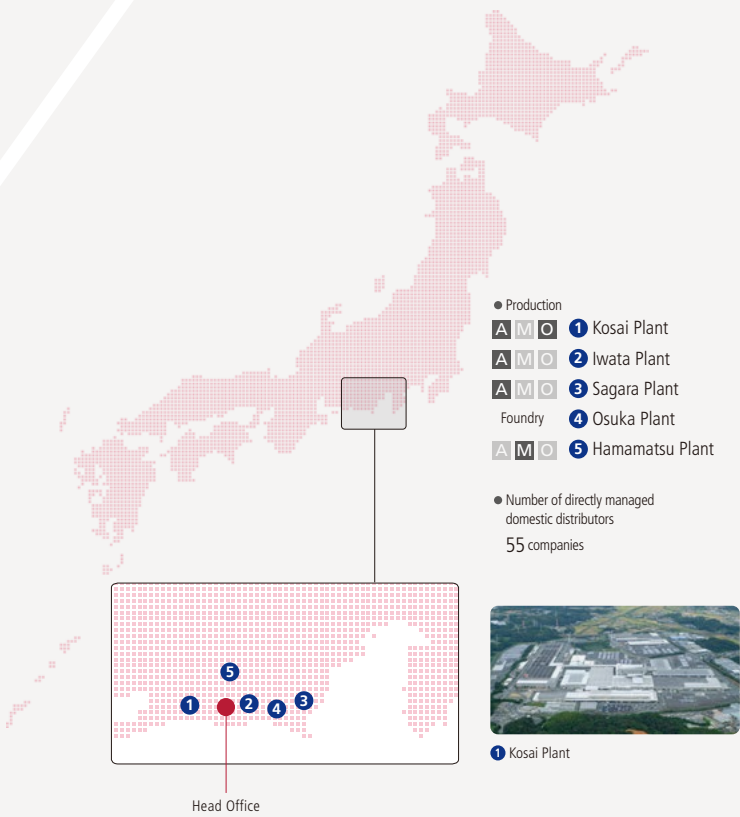 ● Production
A M O 1 Kosai Plant
A M O 2 Iwata Plant
A M O 3 Sagara Plant
Foundry 4 Osuka Plant
A M O 5 Hamamatsu Plant
● Number of directly managed
domestic distributors
55 companies
5
1 2 4 3
1 Kosai Plant
Head Office